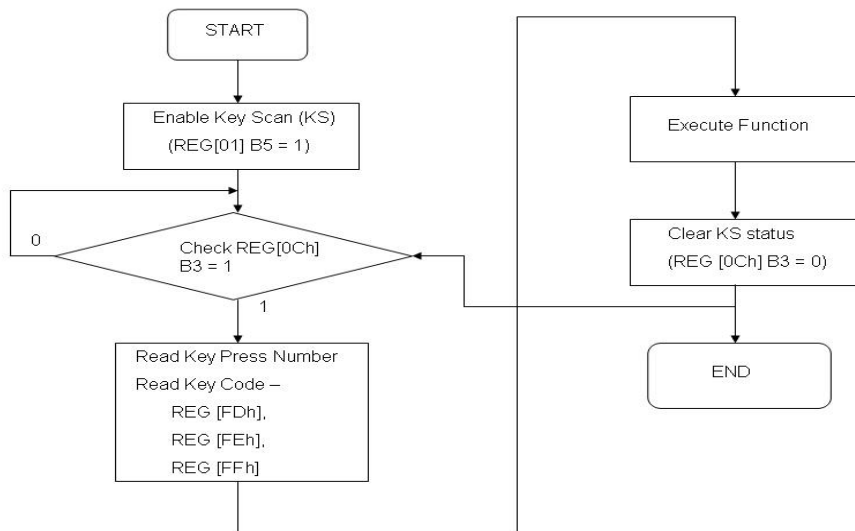 START
Enable Key Scan (KS)
(REG[01] B5 = 1)
0
Check REG[0Ch]
B3 = 1
1
Read Key Press Number
Read Key Code –
REG [FDh],
REG [FEh],
REG [FFh]
Execute Function
Clear KS status
(REG [0Ch] B3 = 0)
END